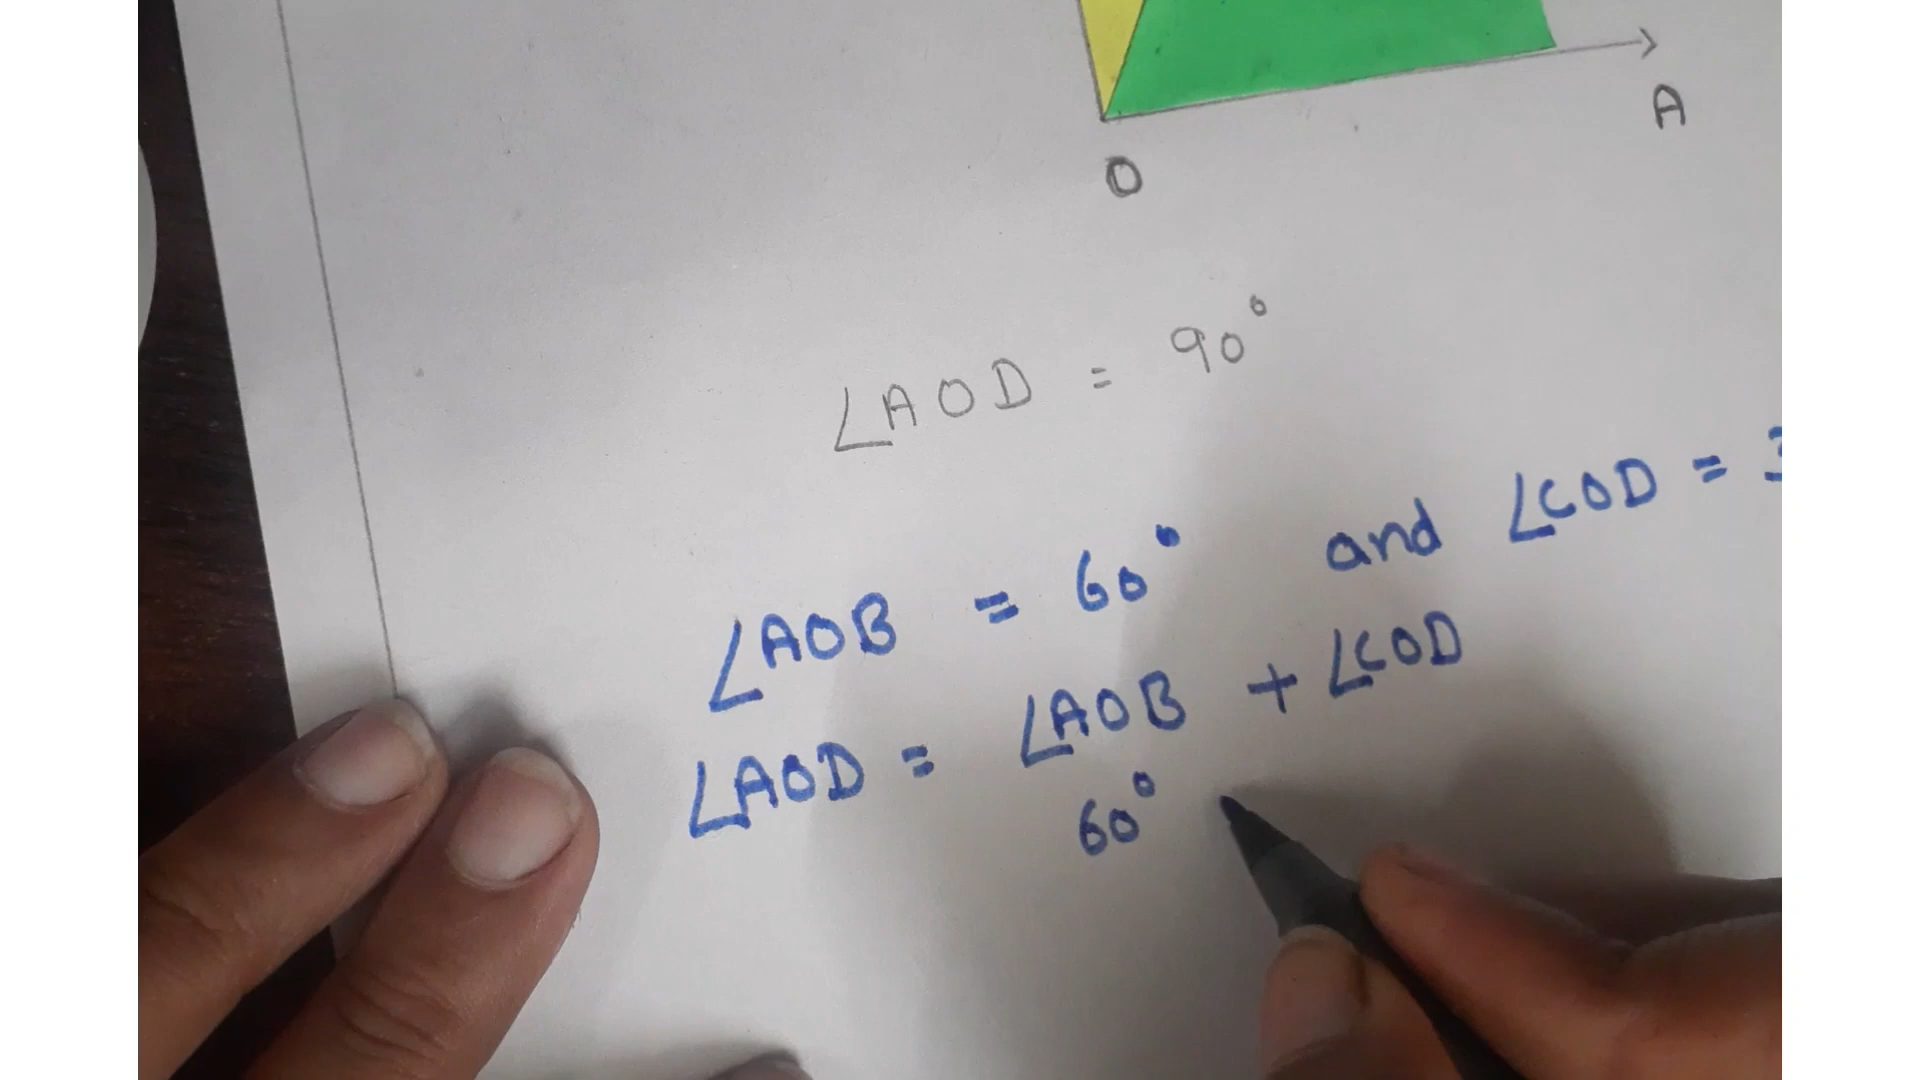 A
O
∠AOD = 90°
∠AOB = 60° and ∠COD =
∠AOD = ∠AOB + ∠COD
60°